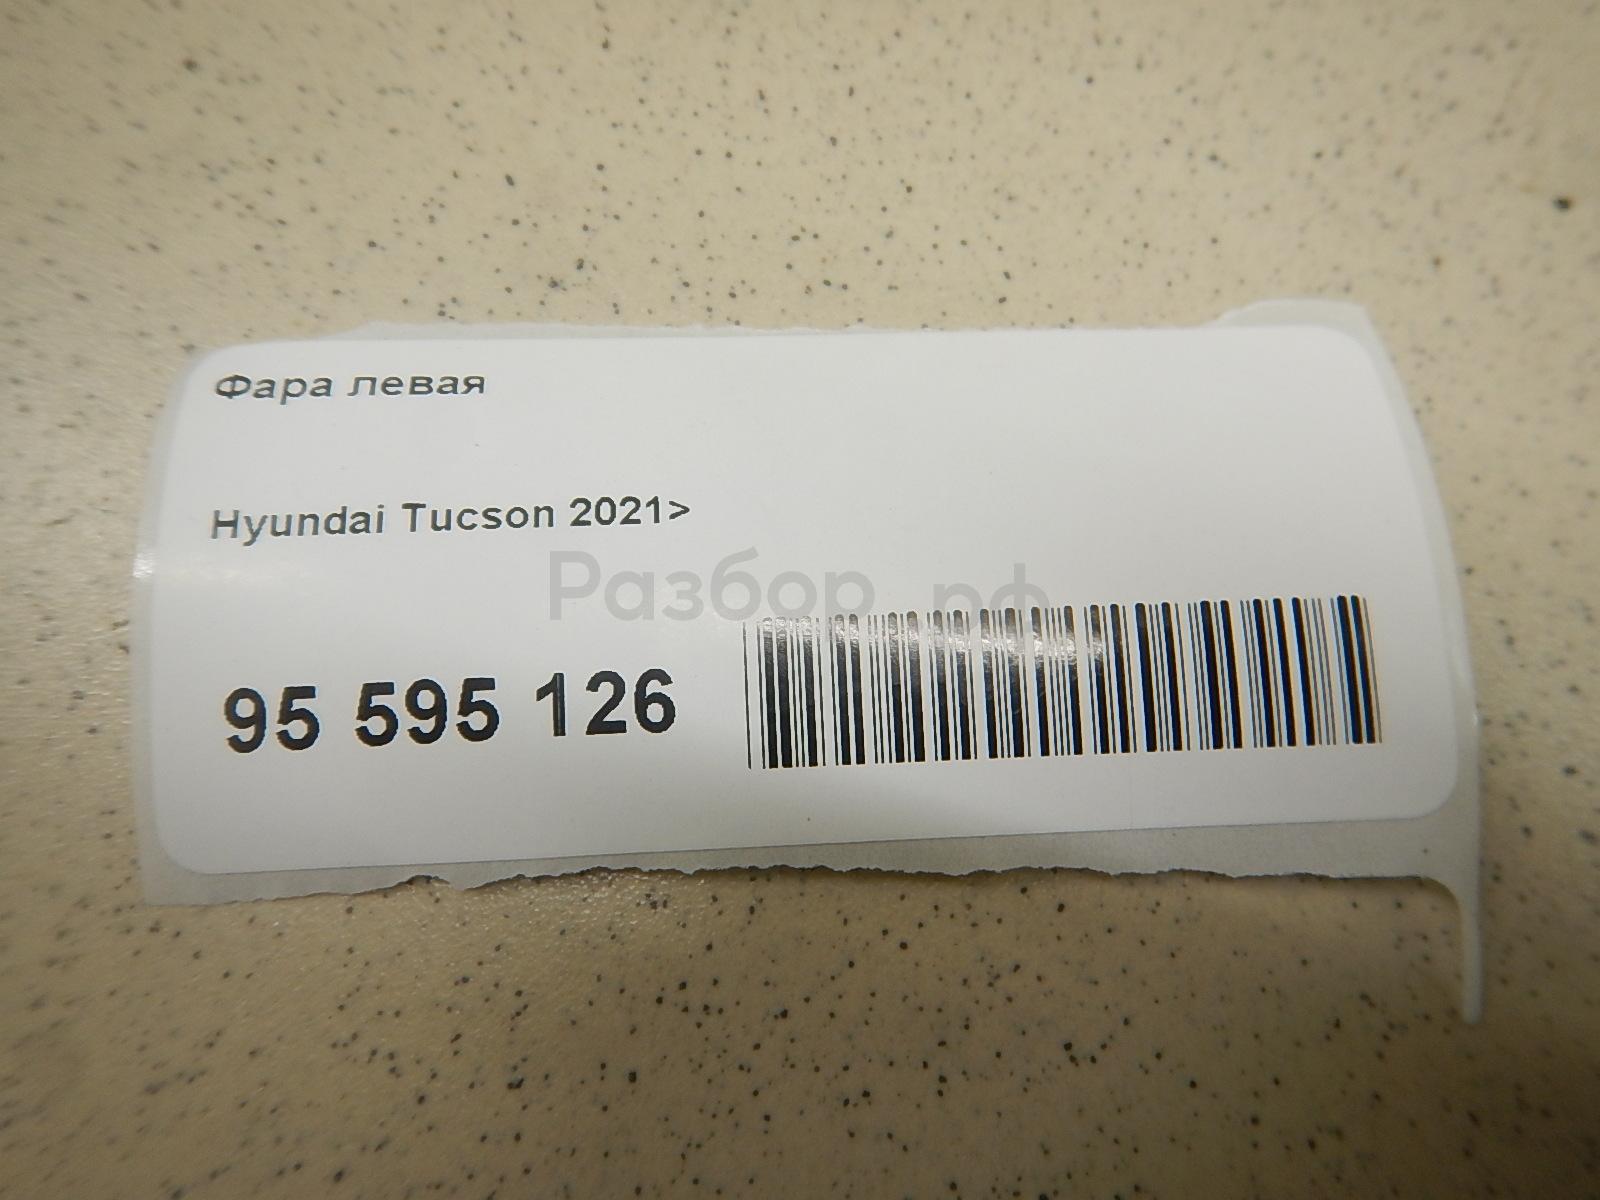 Фара левая
Hyundai Tucson 2021>
Разбор.рф
95 595 126